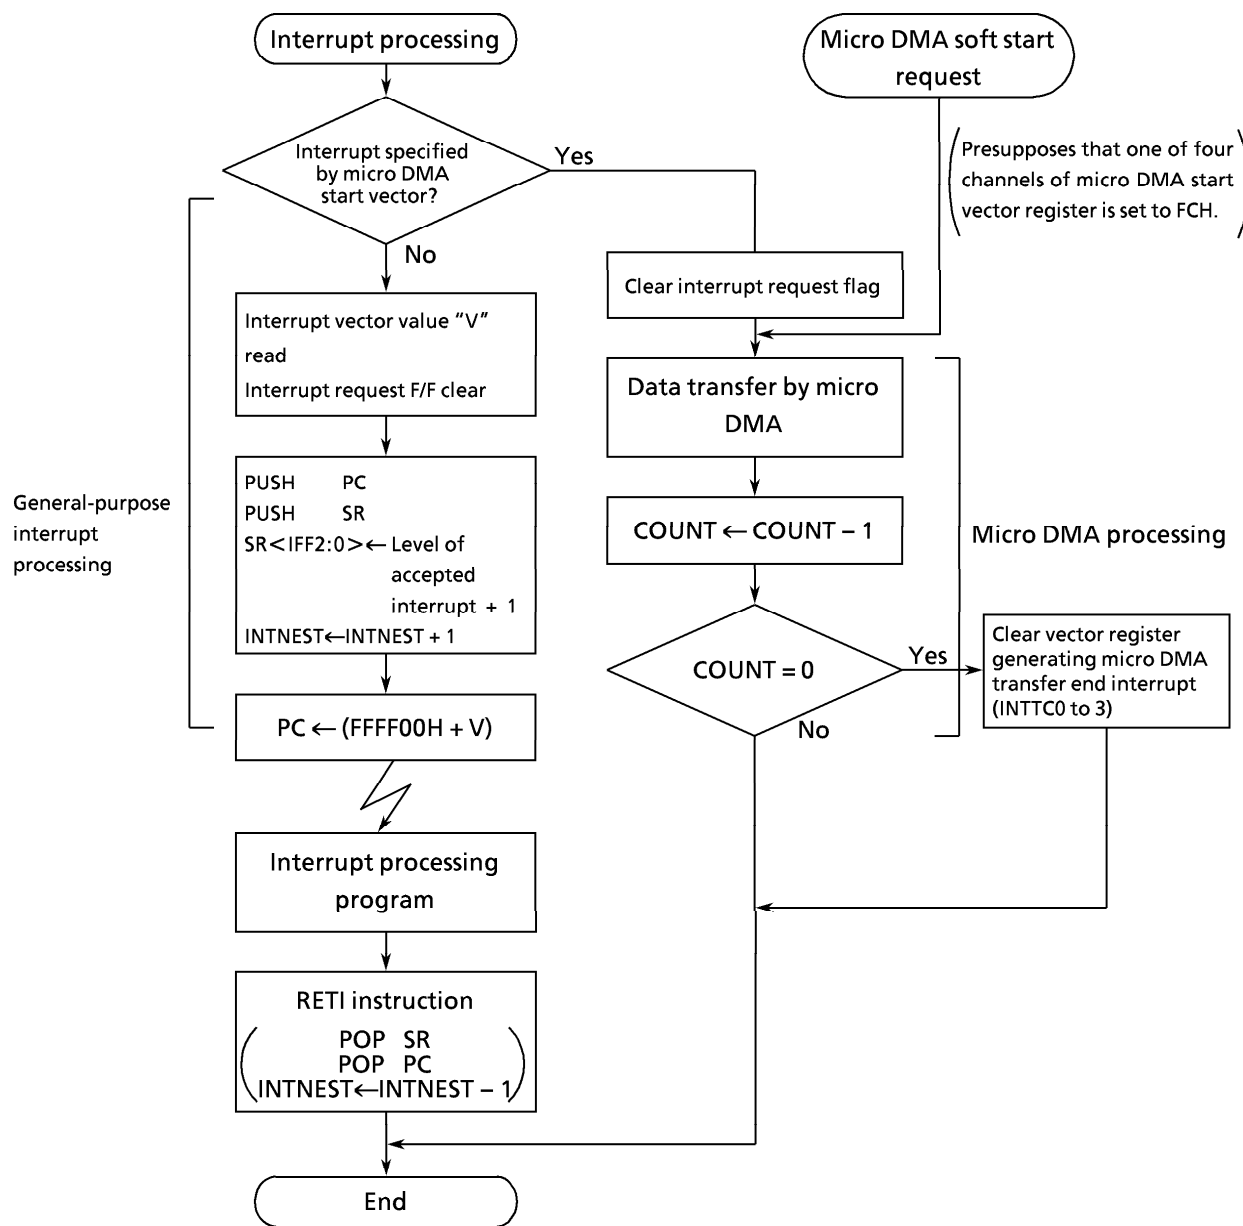 Interrupt processing
Micro DMA soft start
request
Interrupt specified
by micro DMA
start vector?
Yes
No
(Presupposes that one of four
channels of micro DMA start
vector register is set to FCH.)
Clear interrupt request flag
Interrupt vector value “V”
read
Interrupt request F/F clear
Data transfer by micro
DMA
General-purpose
interrupt
processing
PUSH PC
PUSH SR
SR<IFF2:0>← Level of
accepted
interrupt + 1
INTNEST←INTNEST + 1
COUNT ← COUNT – 1
Micro DMA processing
COUNT = 0
Yes
No
Clear vector register
generating micro DMA
transfer end interrupt
(INTTC0 to 3)
PC ← (FFFF00H + V)
Interrupt processing
program
RETI instruction
(POP SR
POP PC
INTNEST←INTNEST – 1)
End